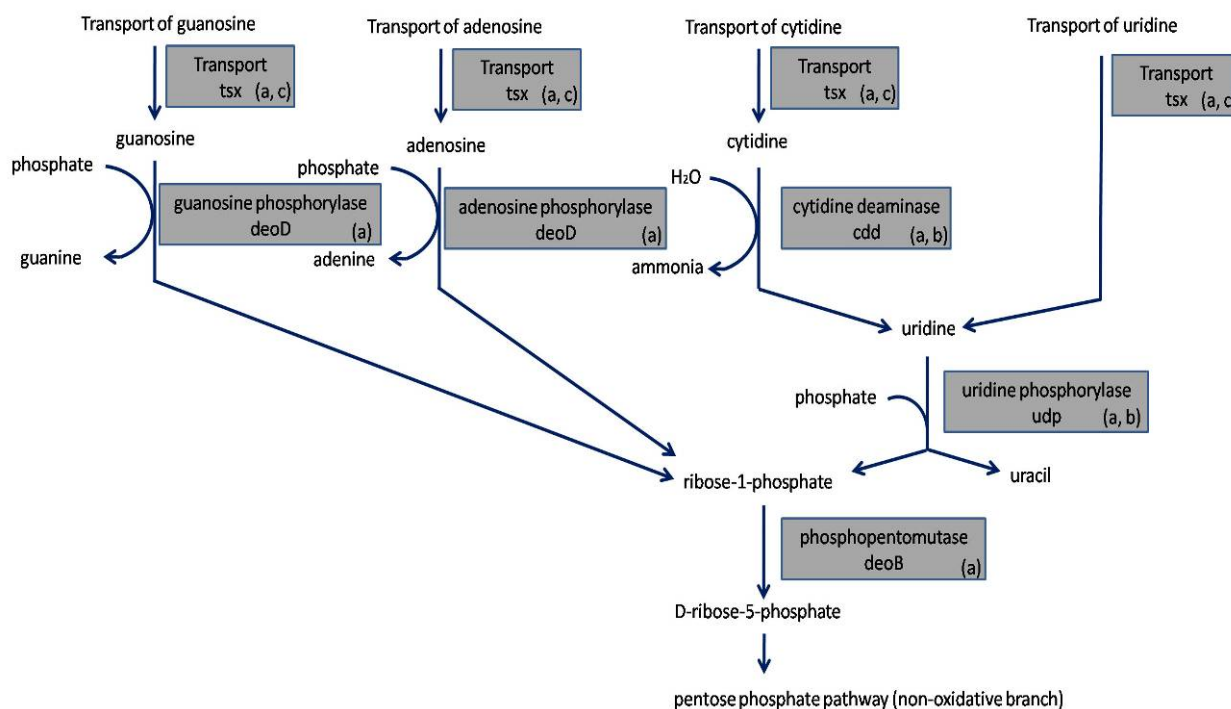 Transport of guanosine
Transport of adenosine
Transport of cytidine
Transport of uridine
Transport
tsx (a, c)
Transport
tsx (a, c)
Transport
tsx (a, c)
Transport
tsx (a, c
guanosine
adenosine
cytidine
phosphate
phosphate
H₂O
guanosine phosphorylase
deoD (a)
adenosine phosphorylase
deoD (a)
cytidine deaminase
cdd (a, b)
guanine
adenine
ammonia
uridine
phosphate
uridine phosphorylase
udp (a, b)
ribose-1-phosphate
uracil
phosphopentomutase
deoB (a)
D-ribose-5-phosphate
pentose phosphate pathway (non-oxidative branch)